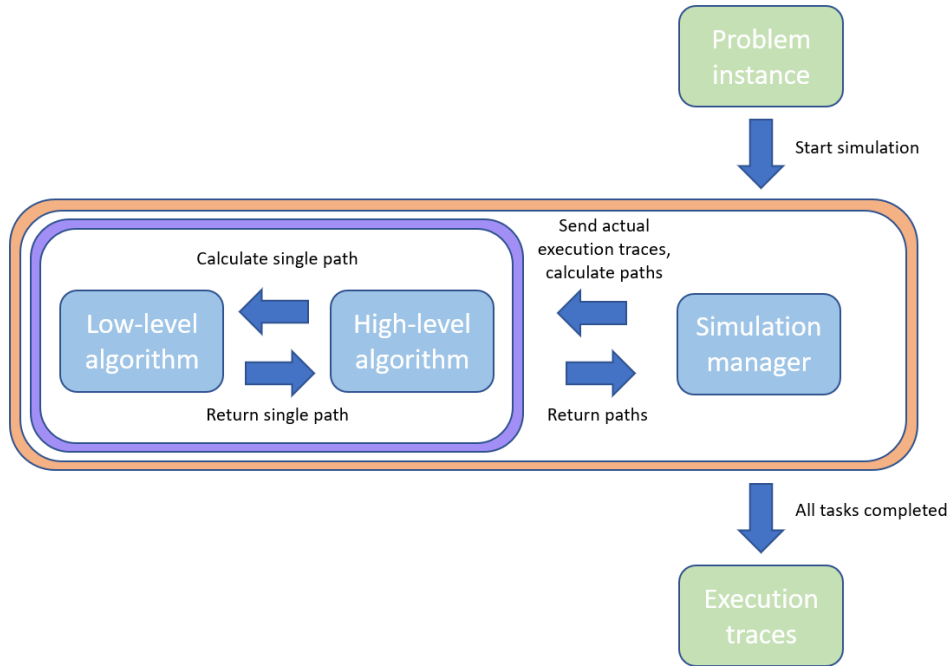 Problem
instance
Start simulation
Send actual
execution traces,
calculate paths
Calculate single path
Low-level
algorithm
High-level
algorithm
Simulation
manager
Return single path
Return paths
All tasks completed
Execution
traces